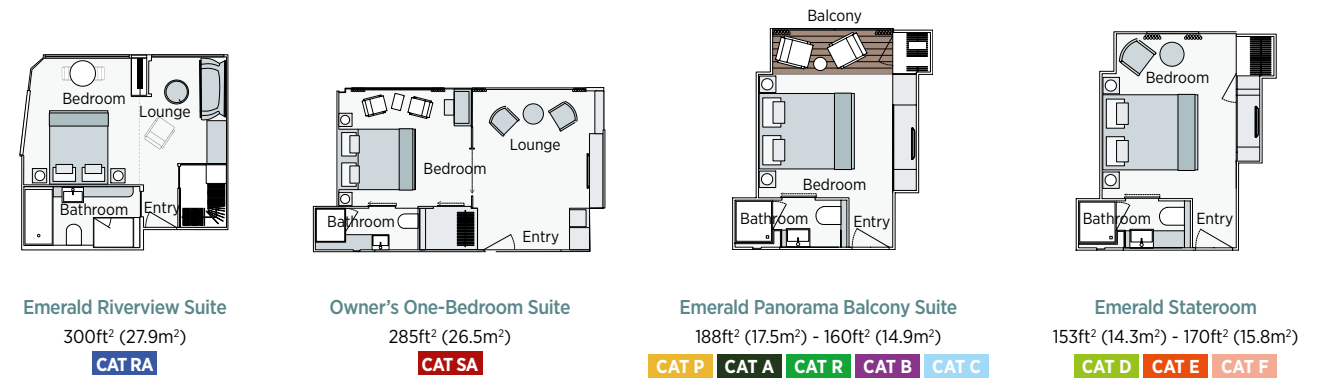 Bedroom
Lounge
Bathroom
Entry
Emerald Riverview Suite
300ft² (27.9m²)
CAT RA
Bedroom
Lounge
Bathroom
Entry
Owner's One-Bedroom Suite
285ft² (26.5m²)
CAT SA
Balcony
Bedroom
Bathroom
Entry
Emerald Panorama Balcony Suite
188ft² (17.5m²) - 160ft² (14.9m²)
CAT P CAT A CAT R CAT B CAT C
Bedroom
Bathroom
Entry
Emerald Stateroom
153ft² (14.3m²) - 170ft² (15.8m²)
CAT D CAT E CAT F